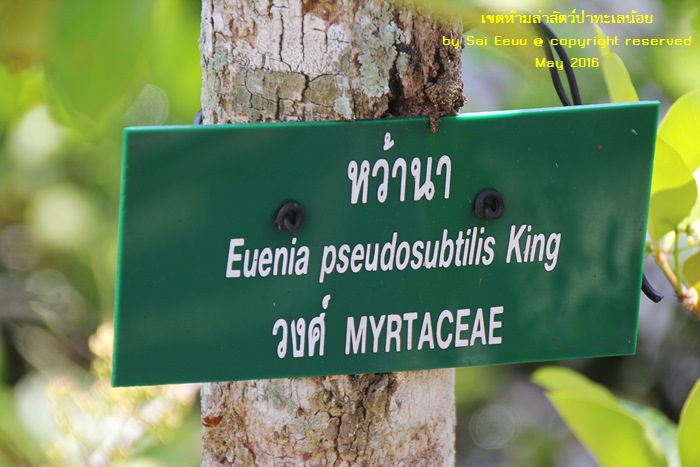 เขตห้ามล่าสัตว์ป่าทะเลน้อย
by Sai Eeuu @ copyright reserved
May 2016
หว้านา
Euenia pseudosubtilis King
วงศ์ MYRTACEAE